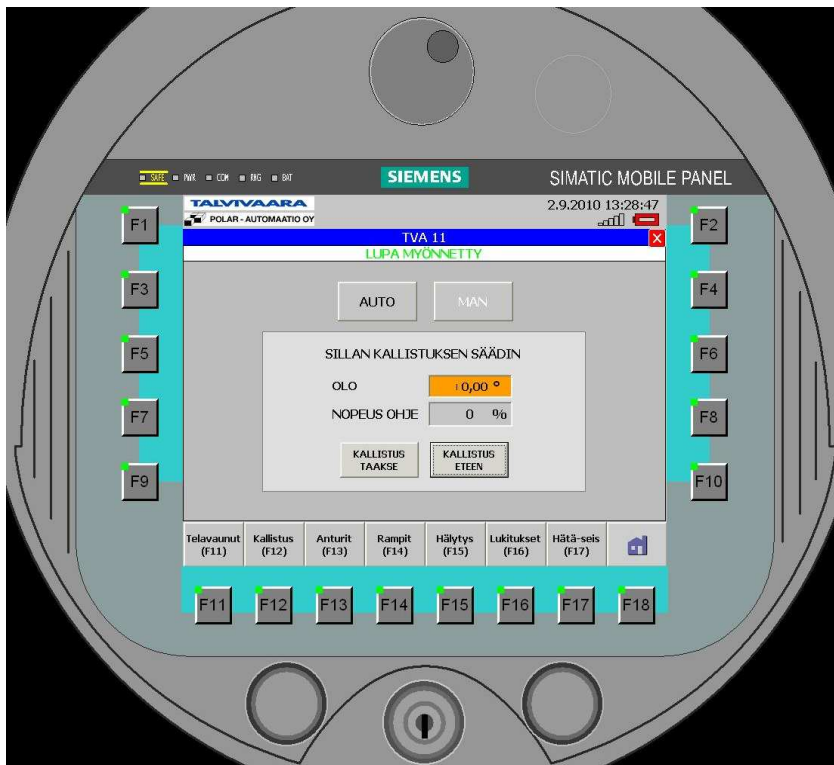 SAFE PWR COM RNG BAT
SIEMENS
SIMATIC MOBILE PANEL
TALVIVAARA
POLAR - AUTOMAATIO OY
2.9.2010 13:28:47
TVA 11
X
LUPA MYÖNNETTY
F1
F2
F3
F4
AUTO
MAN
F5
F6
SILLAN KALLISTUKSEN SÄÄDIN
OLO
0,00 °
F7
F8
NOPEUS OHJE
0 %
KALLISTUS
TAAKSE
KALLISTUS
ETEEN
F9
F10
Telavaunut
(F11)
Kallistus
(F12)
Anturit
(F13)
Rampit
(F14)
Hälytys
(F15)
Lukitukset
(F16)
Hätä-seis
(F17)
F11
F12
F13
F14
F15
F16
F17
F18